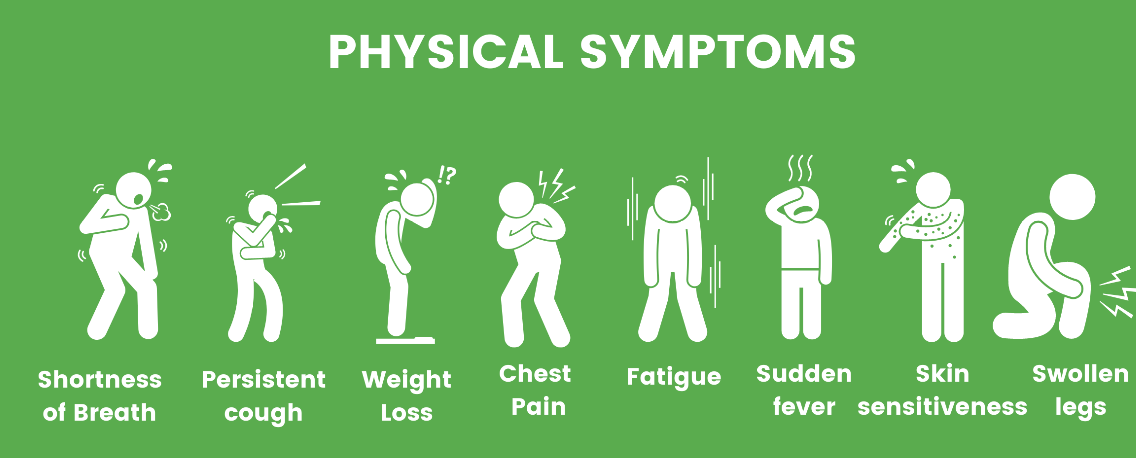 PHYSICAL SYMPTOMS
!?
Shortness
of Breath
Persistent
cough
Weight
Loss
Chest
Pain
Fatigue
Sudden
fever
Skin
sensitiveness
Swollen
legs